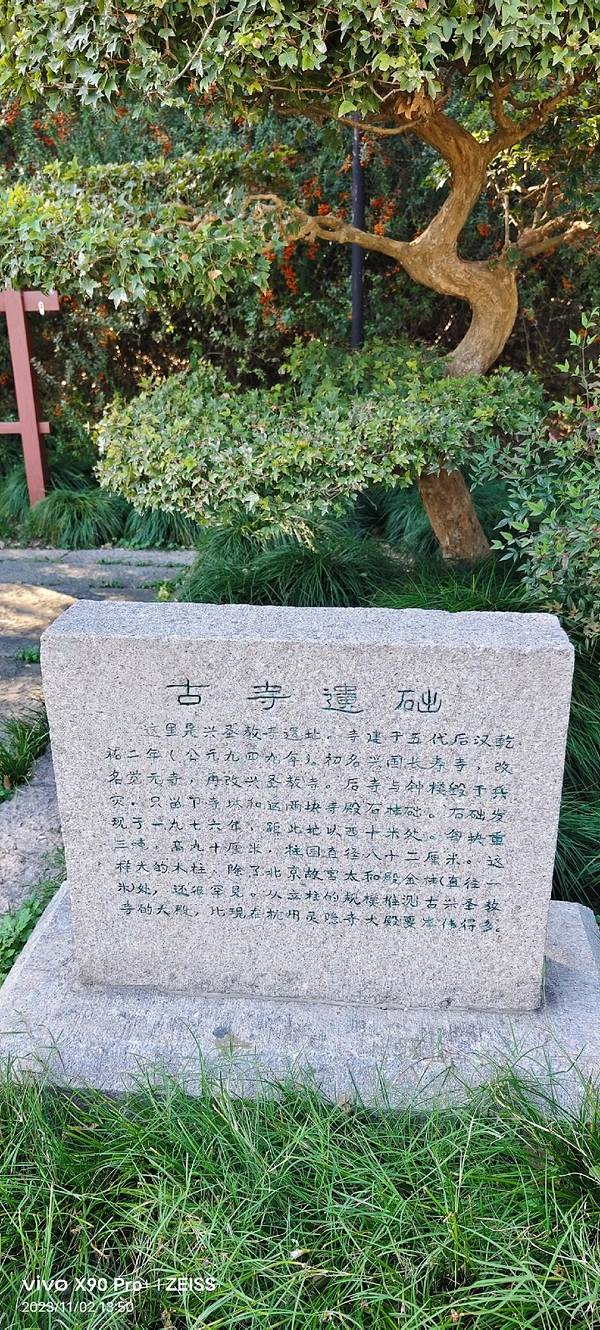 古寺遗础
这里是兴圣教寺遗址。寺建于五代后汉乾
祐二年(公元九四九年)。初名兴国长寿寺,改
名觉元寺,再改兴圣教寺。后寺与钟楼毁于兵
灾。只留下寺塔和这两块寺殿石柱础。石础发
现于一九七六年,距此地以西十米处。每块重
三吨,高九十厘米,柱园直径八十二厘米。这
样大的木柱,除了北京故宫太和殿金柱(直径一
米)处,还很罕见。从立柱的规模推测古兴圣教
寺的大殿,比现在杭州灵隐寺大殿要宏伟得多。
vivo X90 Pro+ | ZEISS
2023/11/02 13:50